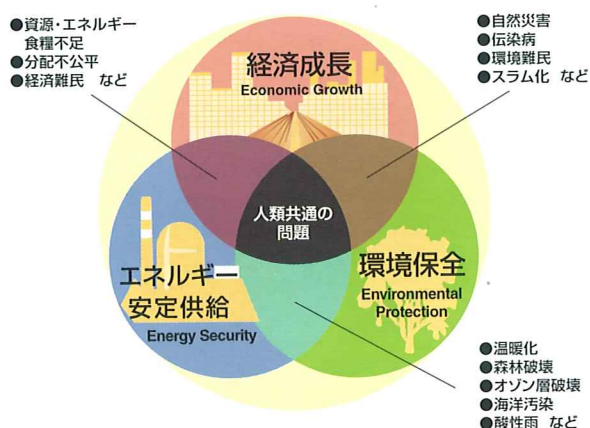 ●資源・エネルギー
食糧不足
●分配不公平
●経済難民 など
●自然災害
●伝染病
●環境難民
●スラム化 など
経済成長
Economic Growth
人類共通の
問題
エネルギー
安定供給
Energy Security
環境保全
Environmental
Protection
●温暖化
●森林破壊
●オゾン層破壊
●海洋汚染
●酸性雨 など